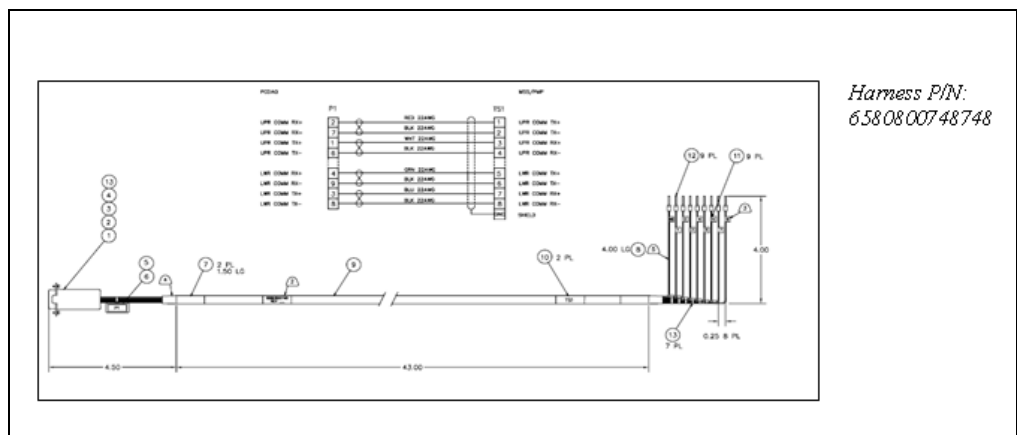 Harness P/N:
6580800748748
PCDAQ
P1
TS1
UPR COMM RX+ 2 RED 22AWG 1 UPR COMM TX+
UPR COMM RX- 7 BLK 22AWG 2 UPR COMM TX-
UPR COMM TX+ 1 WHT 22AWG 3 UPR COMM RX+
UPR COMM TX- 6 BLK 22AWG 4 UPR COMM RX-
LWR COMM RX+ 4 GRN 22AWG 5 LWR COMM TX+
LWR COMM RX- 9 BLK 22AWG 6 LWR COMM TX-
LWR COMM TX+ 3 BLU 22AWG 7 LWR COMM RX+
LWR COMM TX- 8 BLK 22AWG 8 LWR COMM RX-
SHIELD
12 9 PL
11 9 PL
13
4
3
2
1
5
6
P1
4
7 2 PL
1.50 LG
9
10 2 PL
TS1
4.00 LG 8
4.00
13
7 PL
0.25 8 PL
4.50
43.00